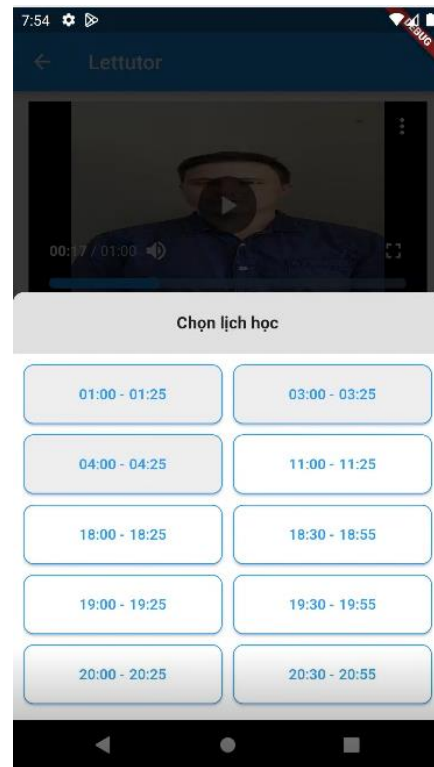 7:54
DEBUG
Lettutor
00:17 / 01:00
Chọn lịch học
01:00 - 01:25
03:00 - 03:25
04:00 - 04:25
11:00 - 11:25
18:00 - 18:25
18:30 - 18:55
19:00 - 19:25
19:30 - 19:55
20:00 - 20:25
20:30 - 20:55